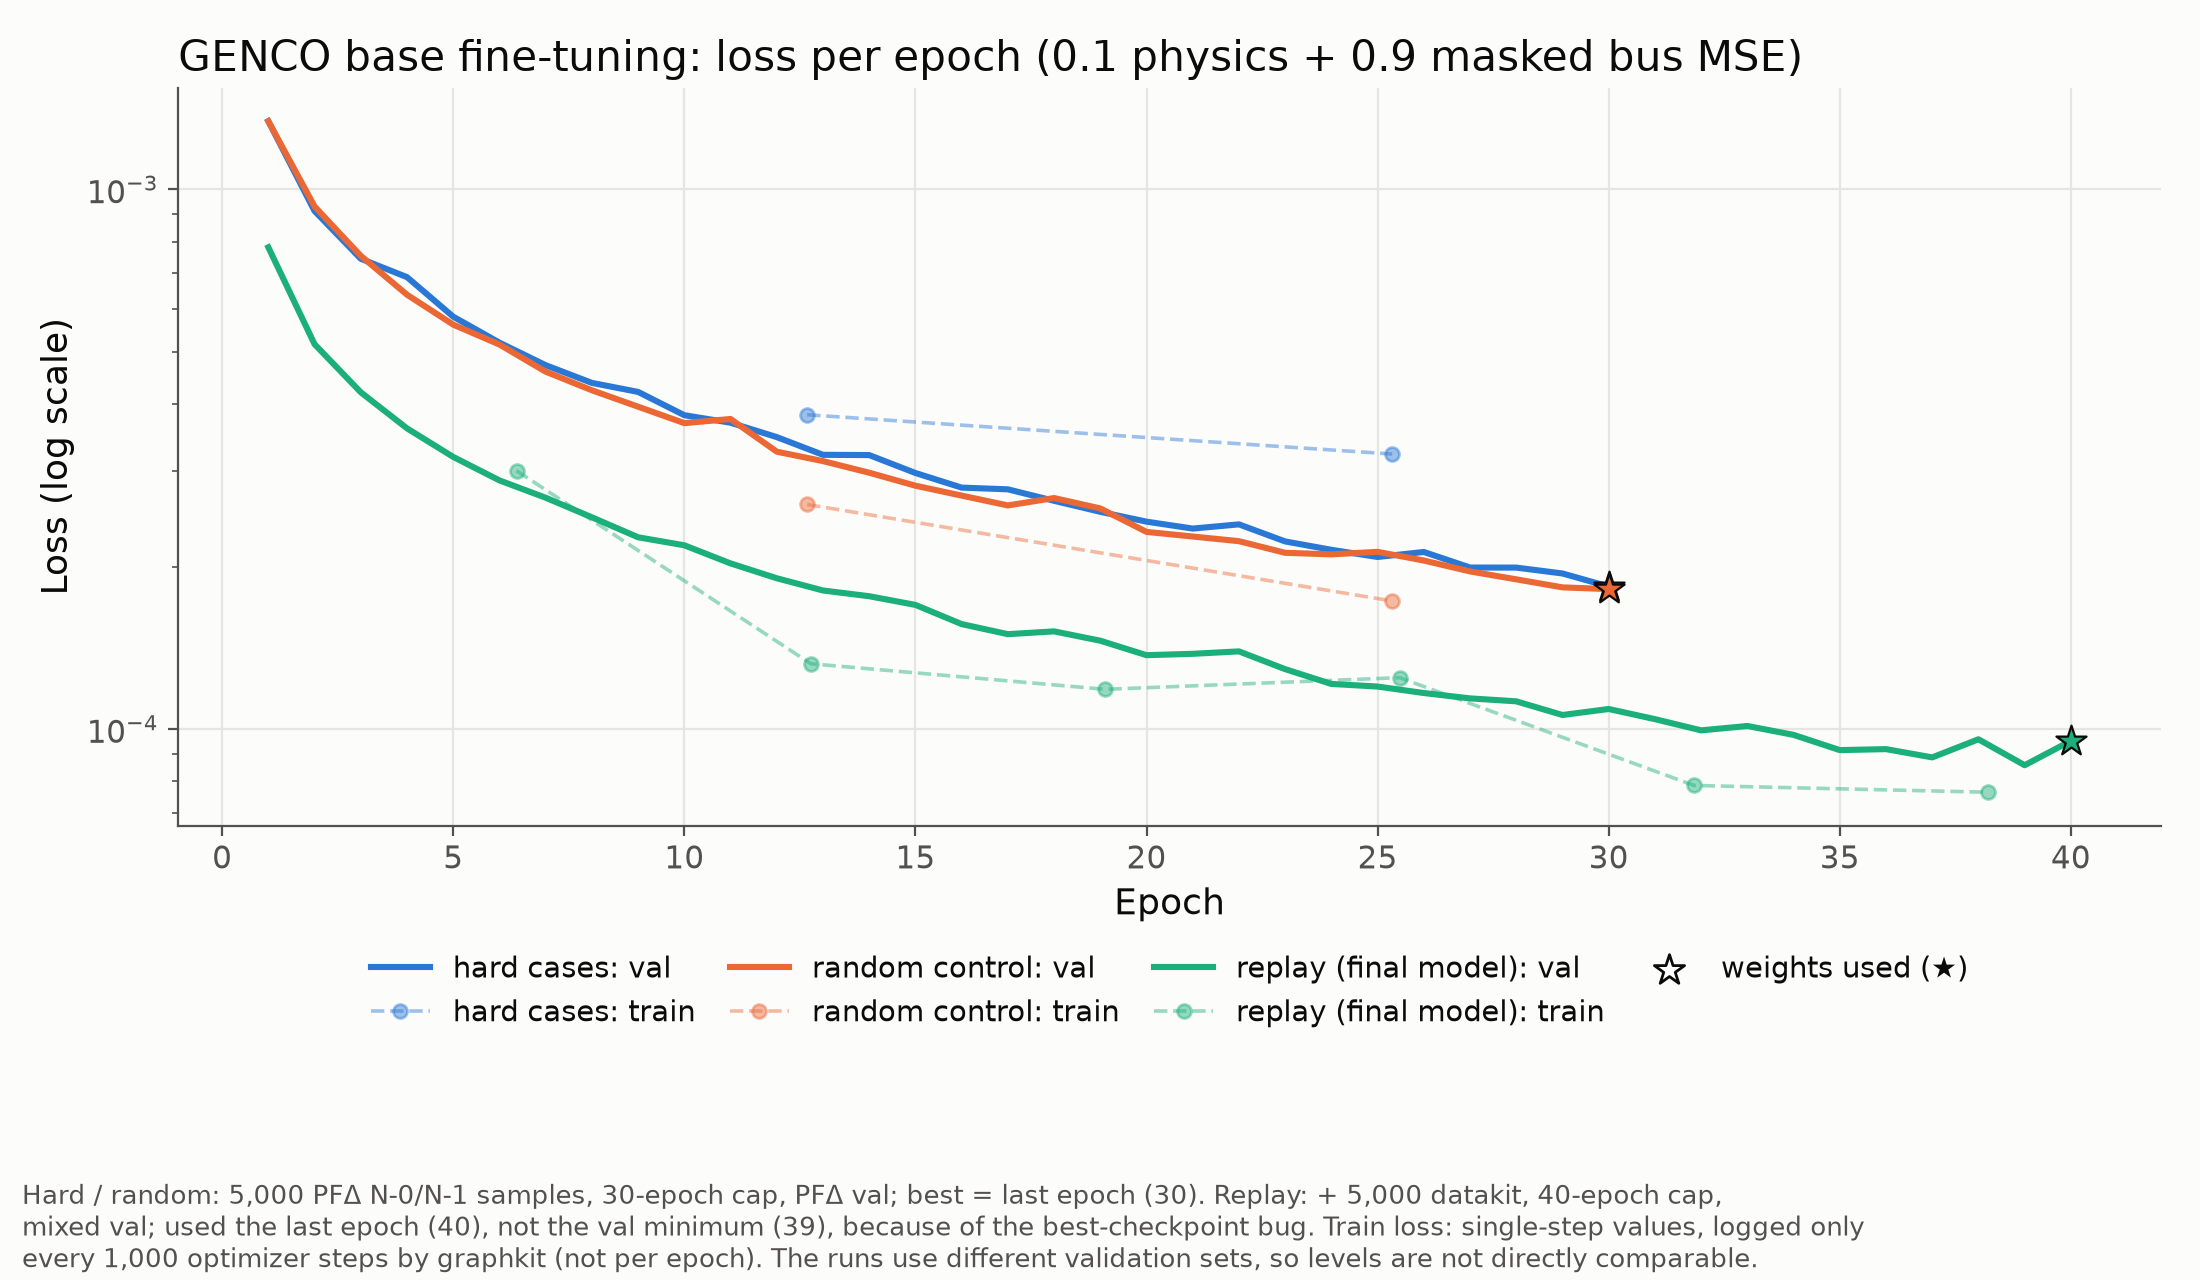 GENCO base fine-tuning: loss per epoch (0.1 physics + 0.9 masked bus MSE)
Loss (log scale)
10⁻³
10⁻⁴
0 5 10 15 20 25 30 35 40
Epoch
hard cases: val
hard cases: train
random control: val
random control: train
replay (final model): val
replay (final model): train
weights used (★)
Hard / random: 5,000 PFΔ N-0/N-1 samples, 30-epoch cap, PFΔ val; best = last epoch (30). Replay: + 5,000 datakit, 40-epoch cap,
mixed val; used the last epoch (40), not the val minimum (39), because of the best-checkpoint bug. Train loss: single-step values, logged only
every 1,000 optimizer steps by graphkit (not per epoch). The runs use different validation sets, so levels are not directly comparable.